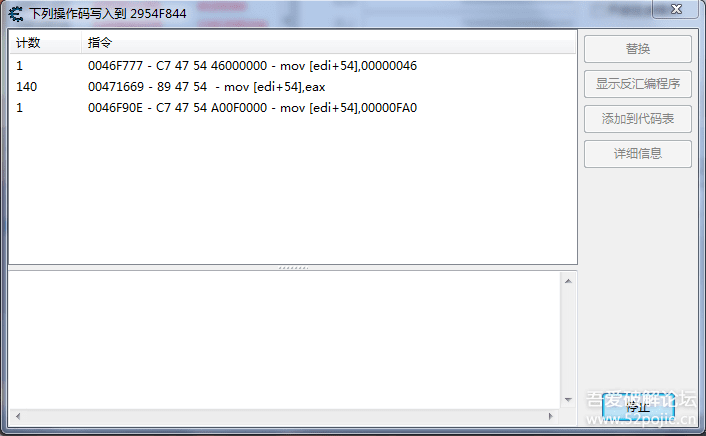 下列操作码写入到 2954F844
计数 指令
1 0046F777 - C7 47 54 46000000 - mov [edi+54],00000046
140 00471669 - 89 47 54 - mov [edi+54],eax
1 0046F90E - C7 47 54 A00F0000 - mov [edi+54],00000FA0
替换
显示反汇编程序
添加到代码表
详细信息
停止
吾爱破解论坛
www.52pojie.cn